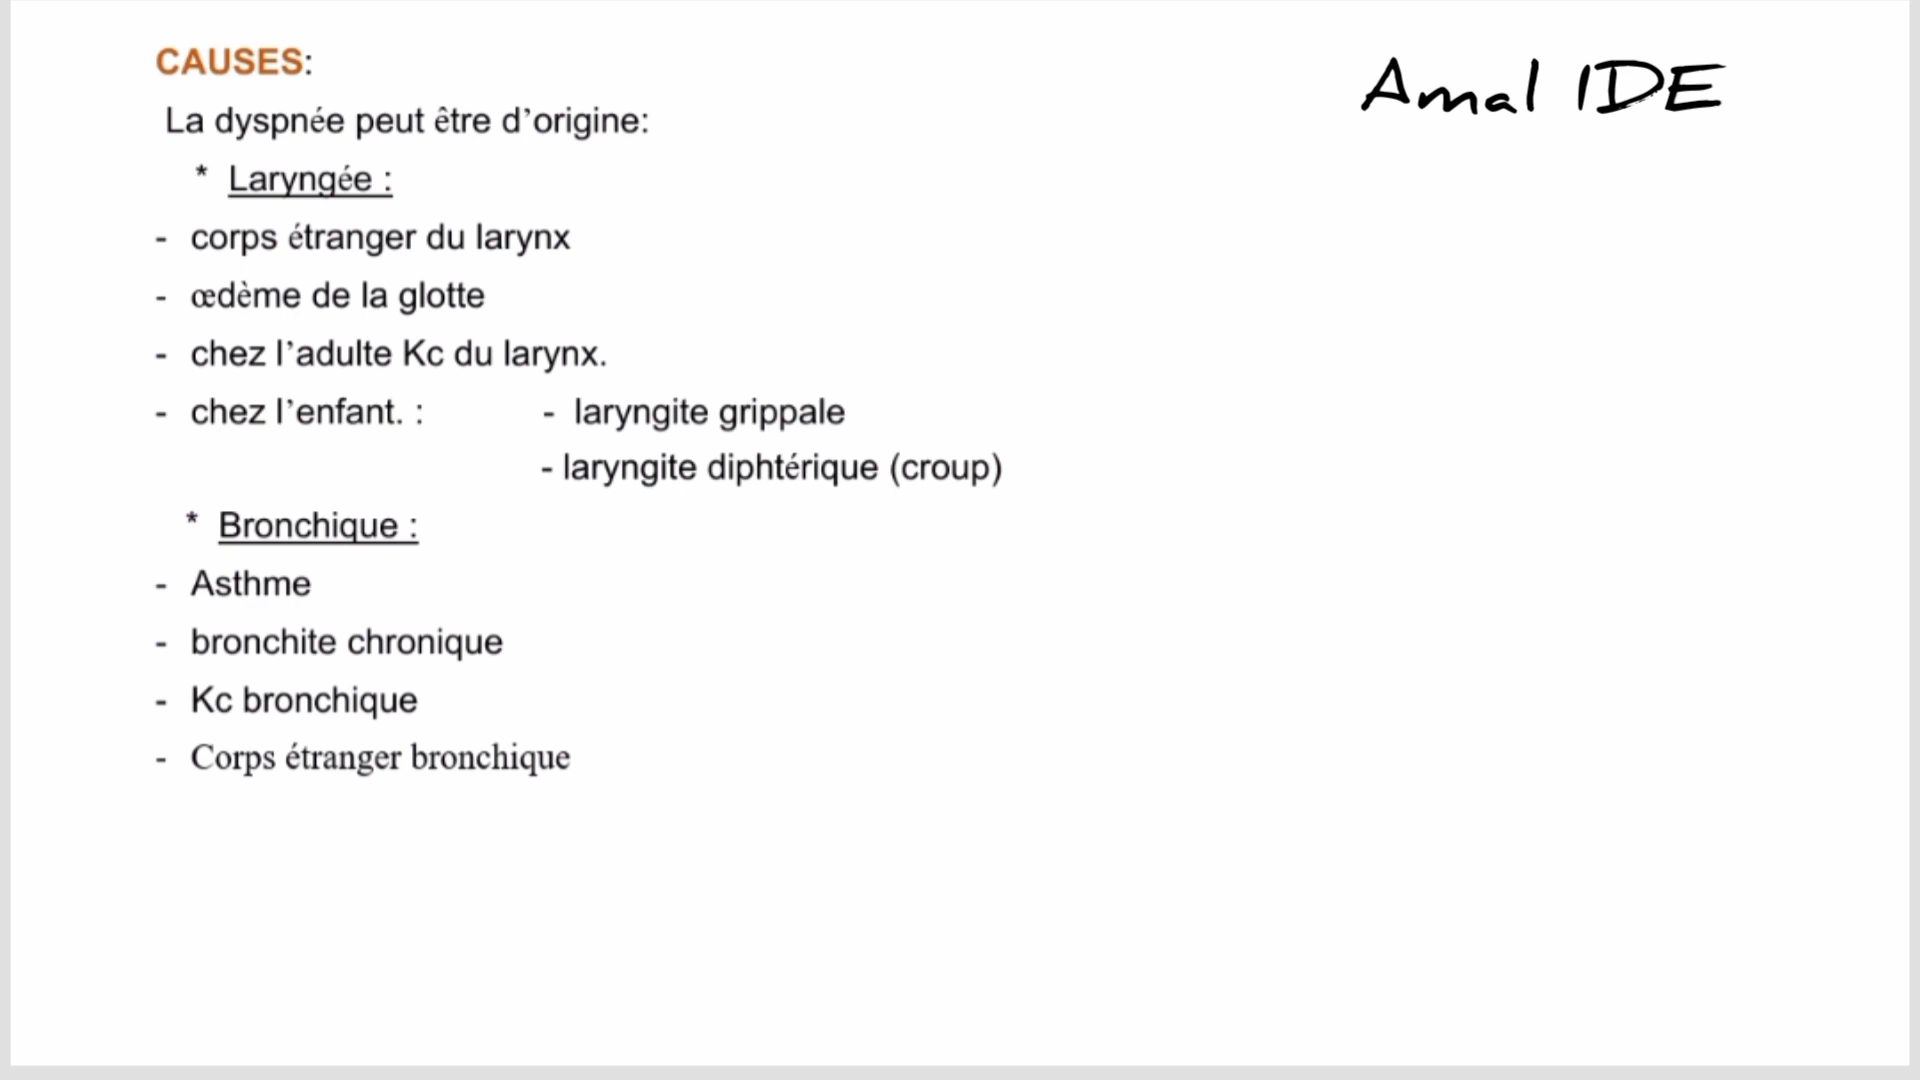 CAUSES:
Amal IDE
La dyspnée peut être d’origine:
* Laryngée :
- corps étranger du larynx
- œdème de la glotte
- chez l’adulte Kc du larynx.
- chez l’enfant. : - laryngite grippale
- laryngite diphtérique (croup)
* Bronchique :
- Asthme
- bronchite chronique
- Kc bronchique
- Corps étranger bronchique